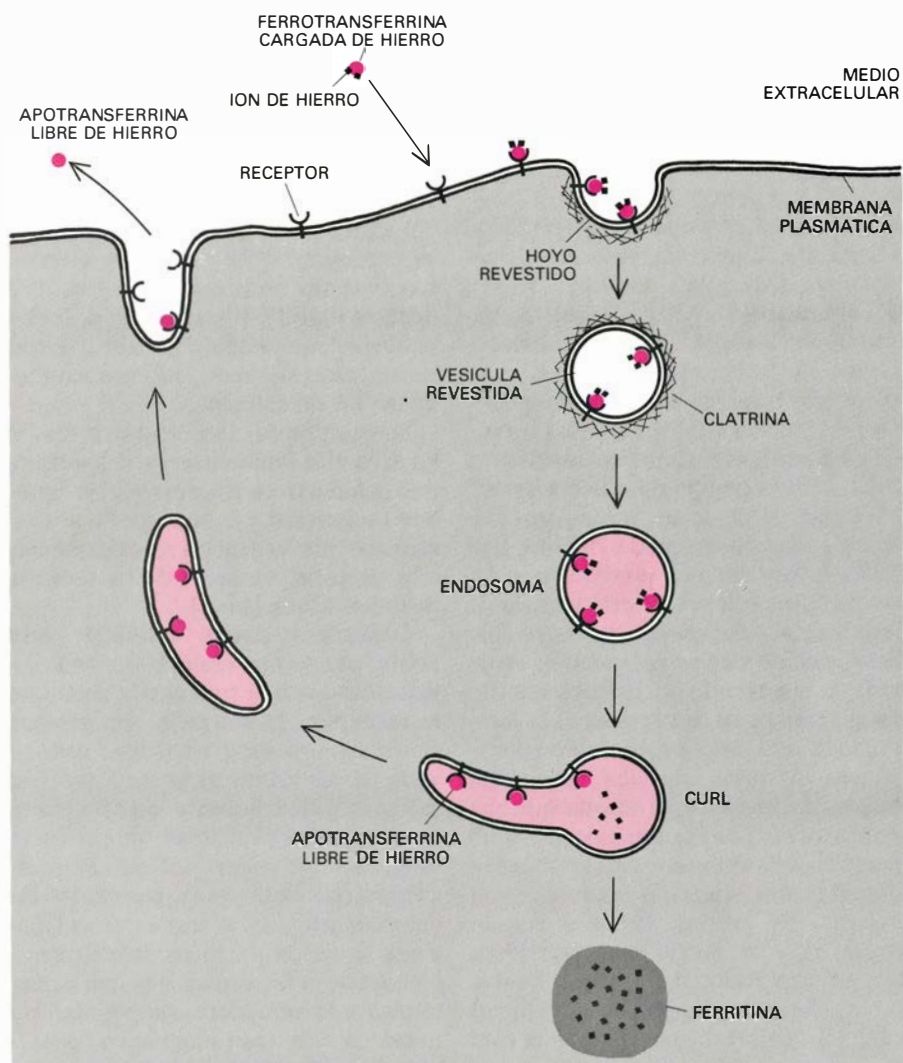 FERROTRANSFERRINA
CARGADA DE HIERRO
MEDIO
EXTRACELULAR
ION DE HIERRO
APOTRANSFERRINA
LIBRE DE HIERRO
RECEPTOR
MEMBRANA
PLASMATICA
HOYO
REVESTIDO
VESICULA
REVESTIDA
CLATRINA
ENDOSOMA
CURL
APOTRANSFERRINA
LIBRE DE HIERRO
FERRITINA